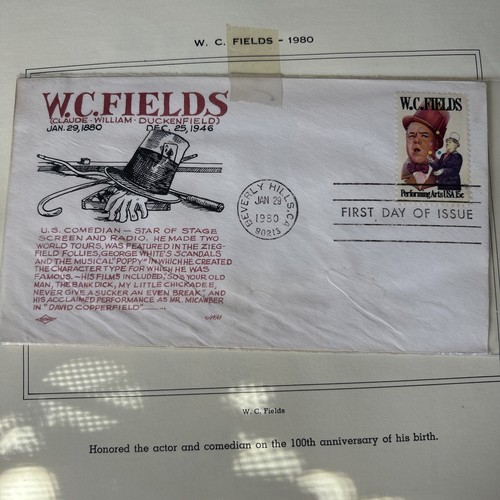 W. C. FIELDS - 1980
W.C.FIELDS
(CLAUDE·WILLIAM·DUCKENFIELD)
JAN. 29, 1880 DEC. 25, 1946
U.S. COMEDIAN — STAR OF STAGE
SCREEN AND RADIO. HE MADE TWO
WORLD TOURS, WAS FEATURED IN THE ZIEG-
FIELD FOLLIES, GEORGE WHITE'S SCANDALS
AND THE MUSICAL "POPPY" IN WHICH HE CREATED
THE CHARACTER TYPE FOR WHICH HE WAS
FAMOUS.—HIS FILMS INCLUDED, "SO'S YOUR OLD
MAN, THE BANK DICK, MY LITTLE CHICKADEE,
NEVER GIVE A SUCKER AN EVEN BREAK", AND
HIS ACCLAIMED PERFORMANCE AS MR. MICAWBER
IN "DAVID COPPERFIELD"
W.C. FIELDS
Performing Arts USA 15c
BEVERLY HILLS, CA
JAN 29
1980
90213
FIRST DAY OF ISSUE
W. C. Fields
Honored the actor and comedian on the 100th anniversary of his birth.